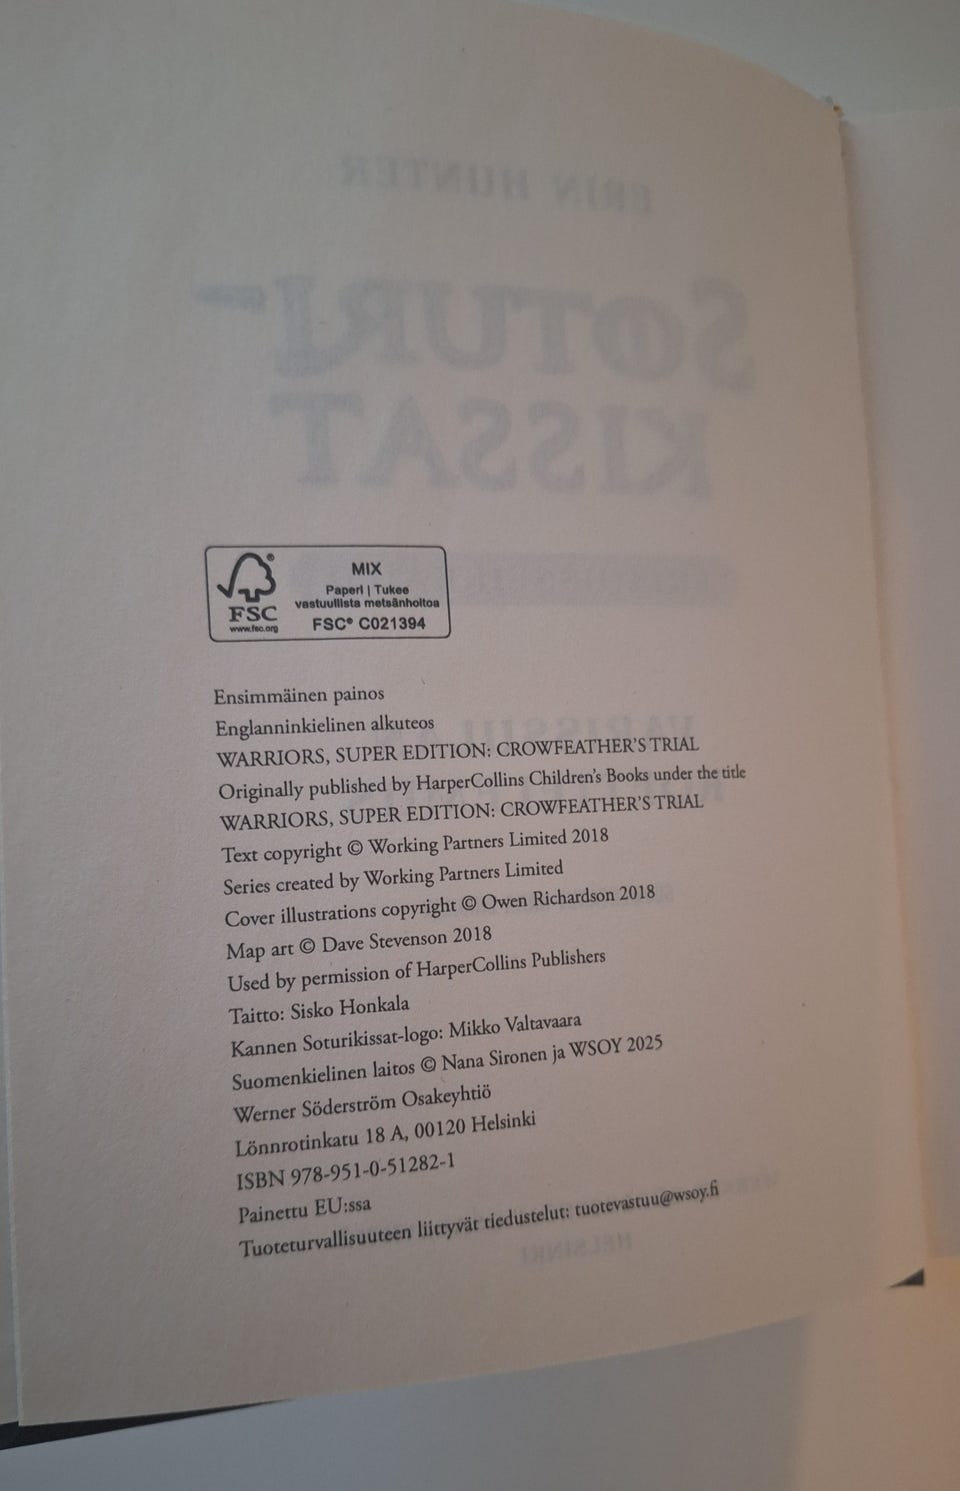 ERIN HUNTER
SOTURI-
KISSAT
FSC®
www.fsc.org
MIX
Paperi | Tukee
vastuullista metsänhoitoa
FSC® C021394
Ensimmäinen painos
Englanninkielinen alkuteos
WARRIORS, SUPER EDITION: CROWFEATHER'S TRIAL
Originally published by HarperCollins Children's Books under the title
WARRIORS, SUPER EDITION: CROWFEATHER'S TRIAL
Text copyright © Working Partners Limited 2018
Series created by Working Partners Limited
Cover illustrations copyright © Owen Richardson 2018
Map art © Dave Stevenson 2018
Used by permission of HarperCollins Publishers
Taitto: Sisko Honkala
Kannen Soturikissat-logo: Mikko Valtavaara
Suomenkielinen laitos © Nana Sironen ja WSOY 2025
Werner Söderström Osakeyhtiö
Lönnrotinkatu 18 A, 00120 Helsinki
ISBN 978-951-0-51282-1
Painettu EU:ssa
Tuoteturvallisuuteen liittyvät tiedustelut: tuotevastuu@wsoy.fi
HELSINKI